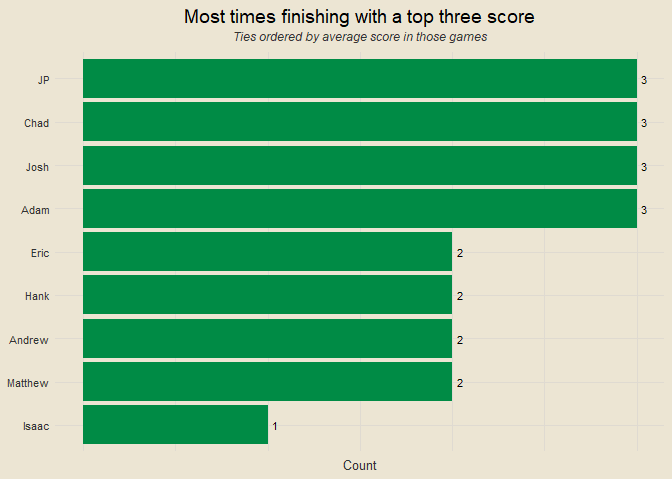 Most times finishing with a top three score
Ties ordered by average score in those games
JP 3
Chad 3
Josh 3
Adam 3
Eric 2
Hank 2
Andrew 2
Matthew 2
Isaac 1
Count